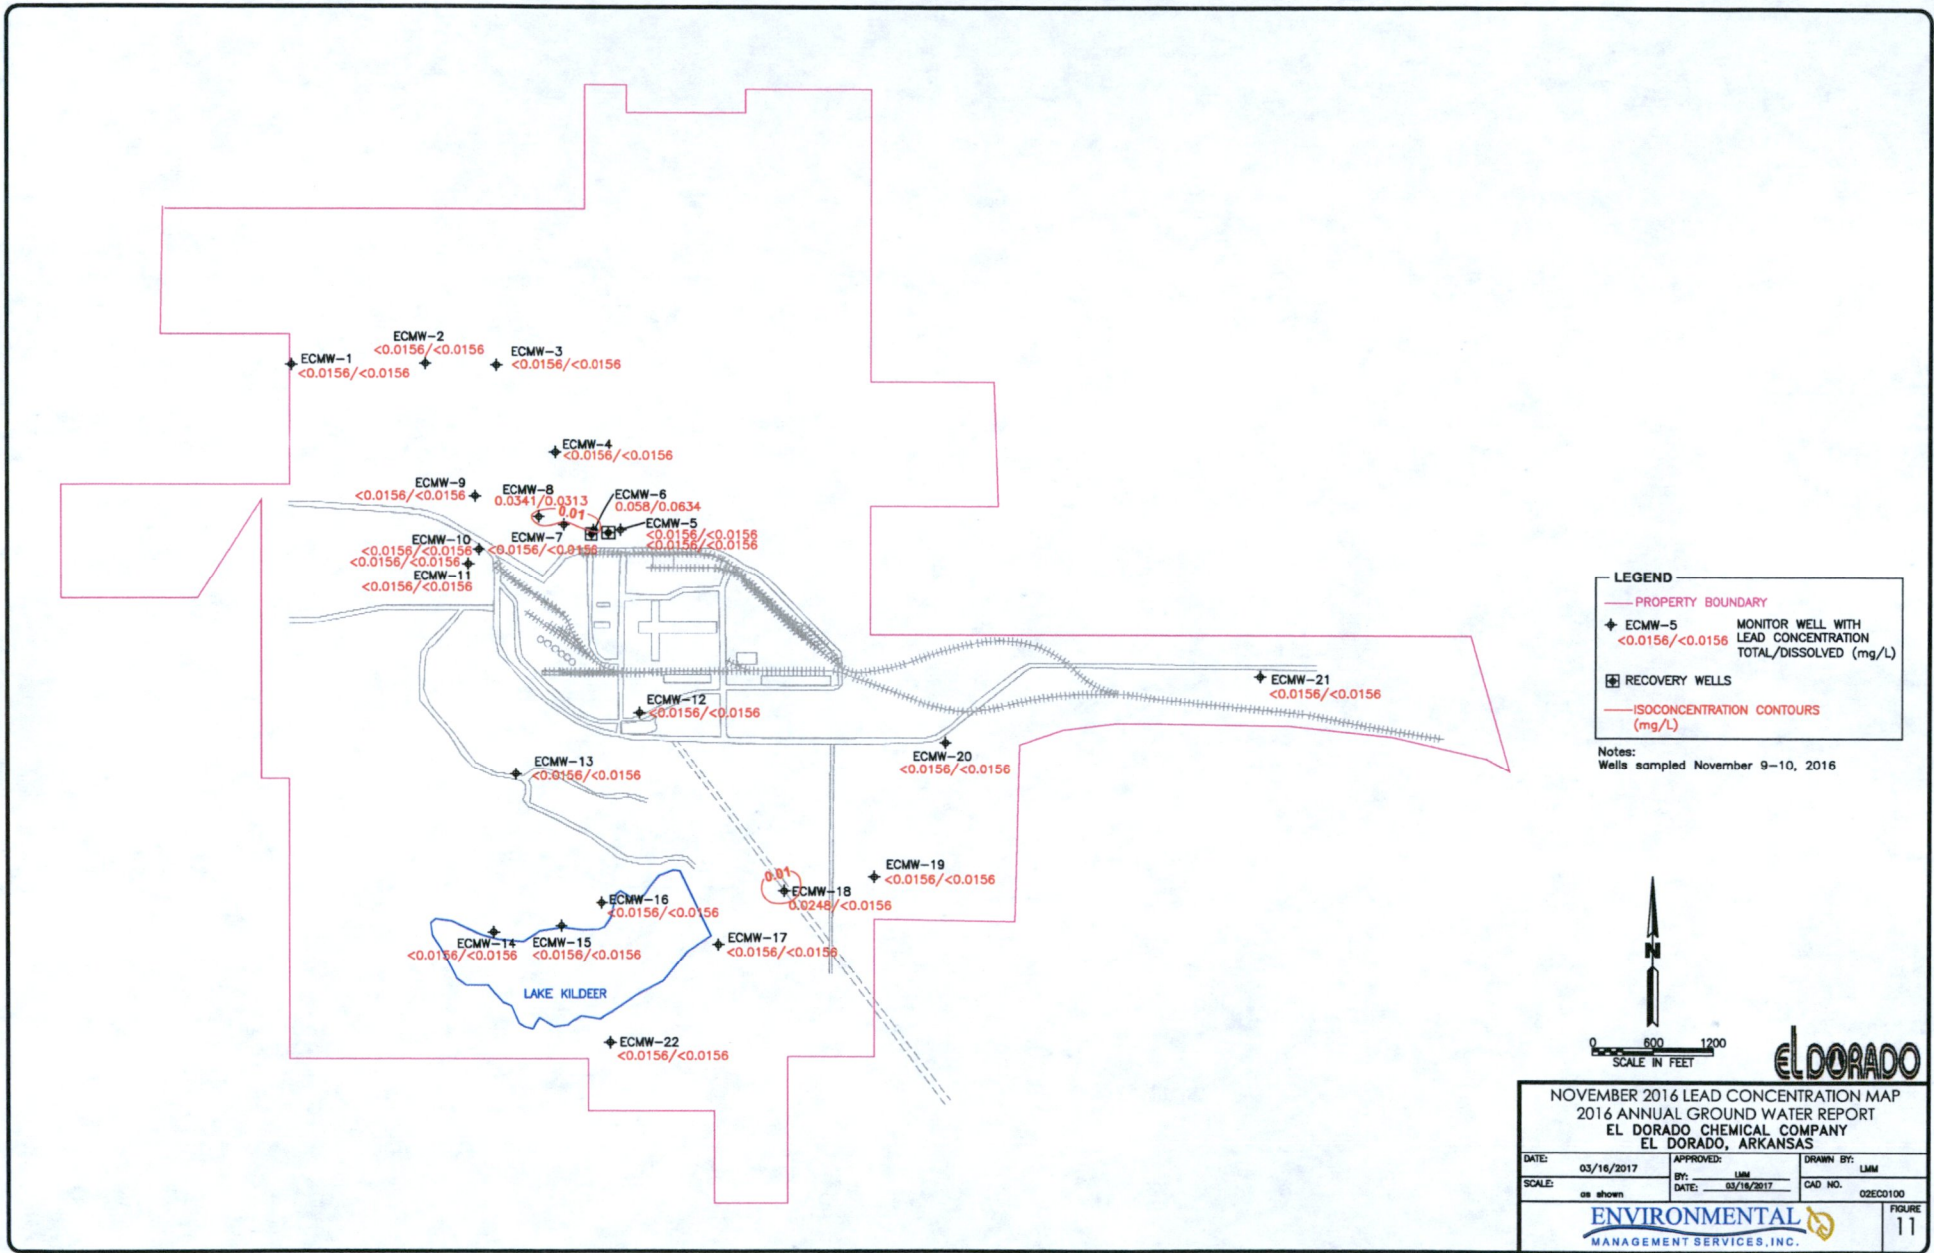 ECMW-1
<0.0156/<0.0156
ECMW-2
<0.0156/<0.0156
ECMW-3
<0.0156/<0.0156
ECMW-4
<0.0156/<0.0156
ECMW-9
<0.0156/<0.0156
ECMW-8
0.0341/0.0313
0.01
ECMW-6
0.058/0.0634
ECMW-5
<0.0156/<0.0156
<0.0156/<0.0156
ECMW-7
<0.0156/<0.0156
ECMW-10
<0.0156/<0.0156
<0.0156/<0.0156
ECMW-11
<0.0156/<0.0156
ECMW-12
<0.0156/<0.0156
ECMW-21
<0.0156/<0.0156
ECMW-20
<0.0156/<0.0156
ECMW-13
<0.0156/<0.0156
ECMW-19
<0.0156/<0.0156
0.01
ECMW-18
0.0248/<0.0156
ECMW-16
<0.0156/<0.0156
ECMW-14
<0.0156/<0.0156
ECMW-15
<0.0156/<0.0156
ECMW-17
<0.0156/<0.0156
LAKE KILDEER
ECMW-22
<0.0156/<0.0156
LEGEND
PROPERTY BOUNDARY
ECMW-5
<0.0156/<0.0156
MONITOR WELL WITH
LEAD CONCENTRATION
TOTAL/DISSOLVED (mg/L)
RECOVERY WELLS
ISOCONCENTRATION CONTOURS
(mg/L)
Notes:
Wells sampled November 9-10, 2016
N
0 600 1200
SCALE IN FEET
EL DORADO
NOVEMBER 2016 LEAD CONCENTRATION MAP
2016 ANNUAL GROUND WATER REPORT
EL DORADO CHEMICAL COMPANY
EL DORADO, ARKANSAS
DATE: 03/16/2017
APPROVED:
BY: LMM
DATE: 03/16/2017
DRAWN BY: LMM
SCALE: as shown
CAD NO. 02EC0100
ENVIRONMENTAL
MANAGEMENT SERVICES, INC.
FIGURE
11